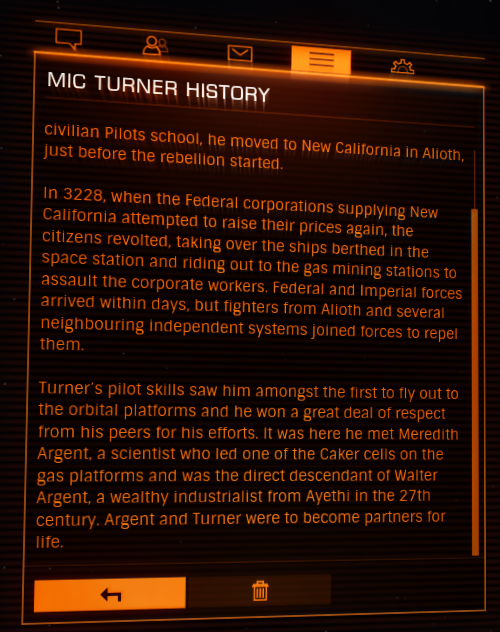 MIC TURNER HISTORY
civilian Pilots school, he moved to New California in Alioth,
just before the rebellion started.
In 3228, when the Federal corporations supplying New
California attempted to raise their prices again, the
citizens revolted, taking over the ships berthed in the
space station and riding out to the gas mining stations to
assault the corporate workers. Federal and Imperial forces
arrived within days, but fighters from Alioth and several
neighbouring independent systems joined forces to repel
them.
Turner's pilot skills saw him amongst the first to fly out to
the orbital platforms and he won a great deal of respect
from his peers for his efforts. It was here he met Meredith
Argent, a scientist who led one of the Caker cells on the
gas platforms and was the direct descendant of Walter
Argent, a wealthy industrialist from Ayethi in the 27th
century. Argent and Turner were to become partners for
life.